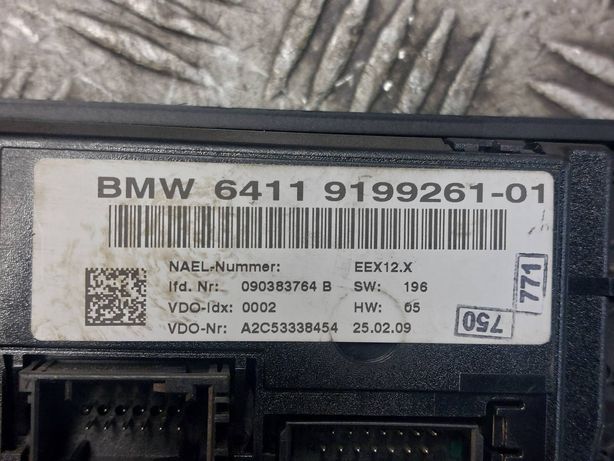 BMW 6411 9199261-01
NAEL-Nummer: EEX12.X
lfd. Nr: 090383764 B SW: 196
VDO-Idx: 0002 HW: 05
VDO-Nr: A2C53338454 25.02.09
771
750